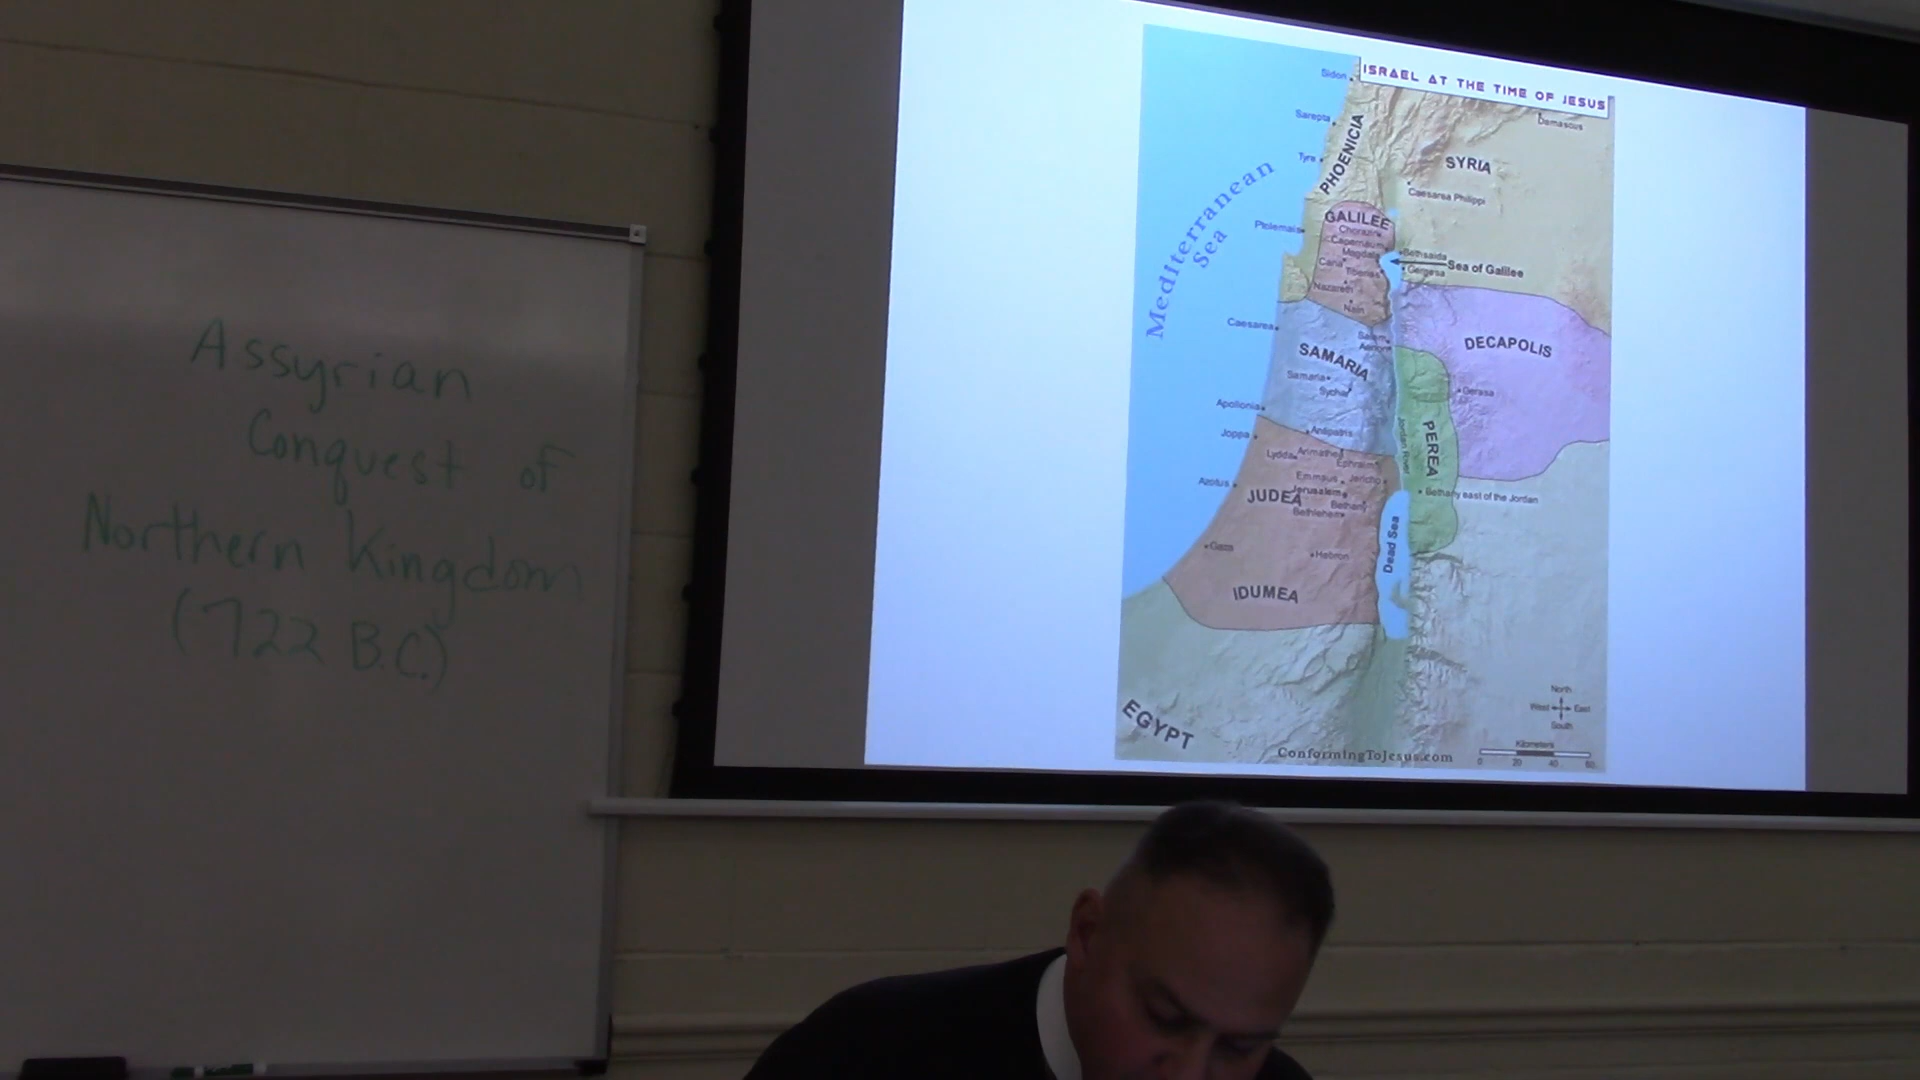 Assyrian
Conquest of
Northern Kingdom
(722 B.C.)
ISRAEL AT THE TIME OF JESUS
Sidon
Damascus
Sarepta
PHOENICIA
Tyre
SYRIA
Caesarea Philippi
Mediterranean
Sea
GALILEE
Ptolemais
Chorazin
Capernaum
Magdala
Bethsaida
Cana
Sea of Galilee
Tiberias
Gergesa
Nazareth
Nain
Caesarea
Salem
Aenon
DECAPOLIS
SAMARIA
Samaria
Sychar
Gerasa
Apollonia
Joppa
Antipatris
Jordan River
PEREA
Lydda
Arimathea
Ephraim
Azotus
Emmaus
Jericho
JUDEA
Jerusalem
Bethany east of the Jordan
Bethany
Bethlehem
Dead Sea
Gaza
Hebron
IDUMEA
EGYPT
North
West East
South
Kilometers
0 20 40 60
ConformingToJesus.com